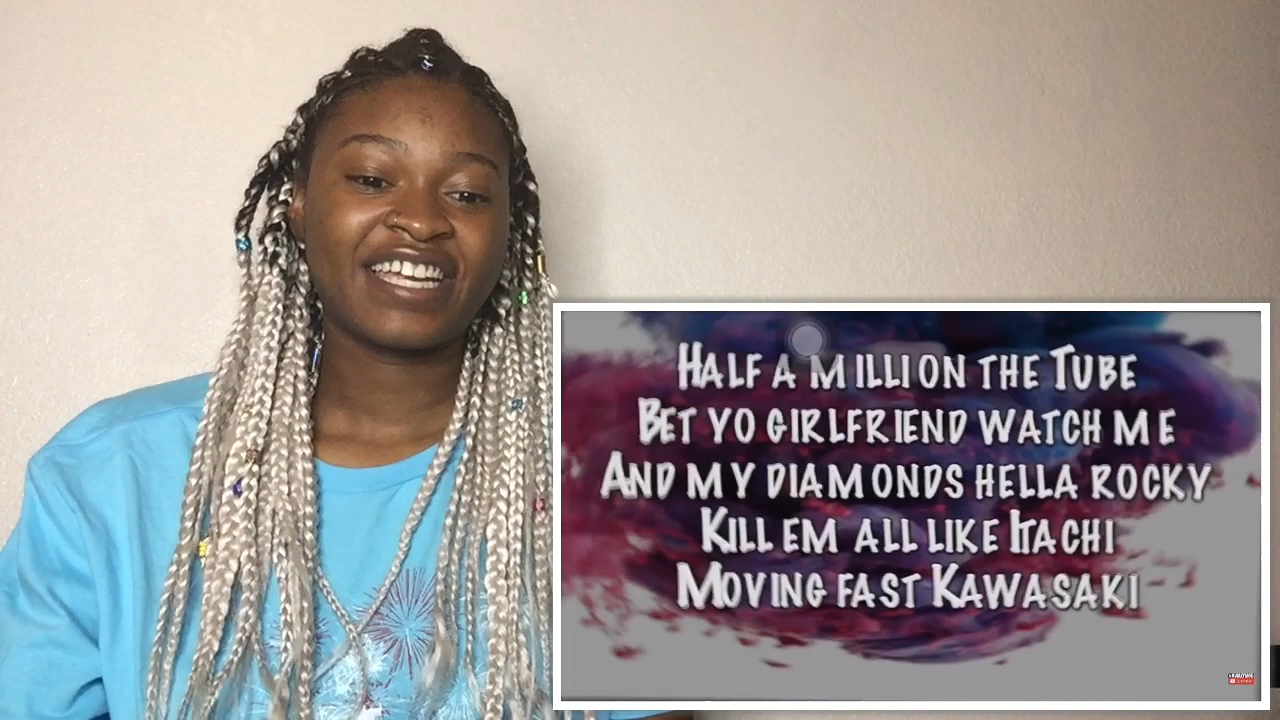 HALF A MILLION THE TUBE
BET YO GIRLFRIEND WATCH ME
AND MY DIAMONDS HELLA ROCKY
KILL EM ALL LIKE ITACHI
MOVING FAST KAWASAKI